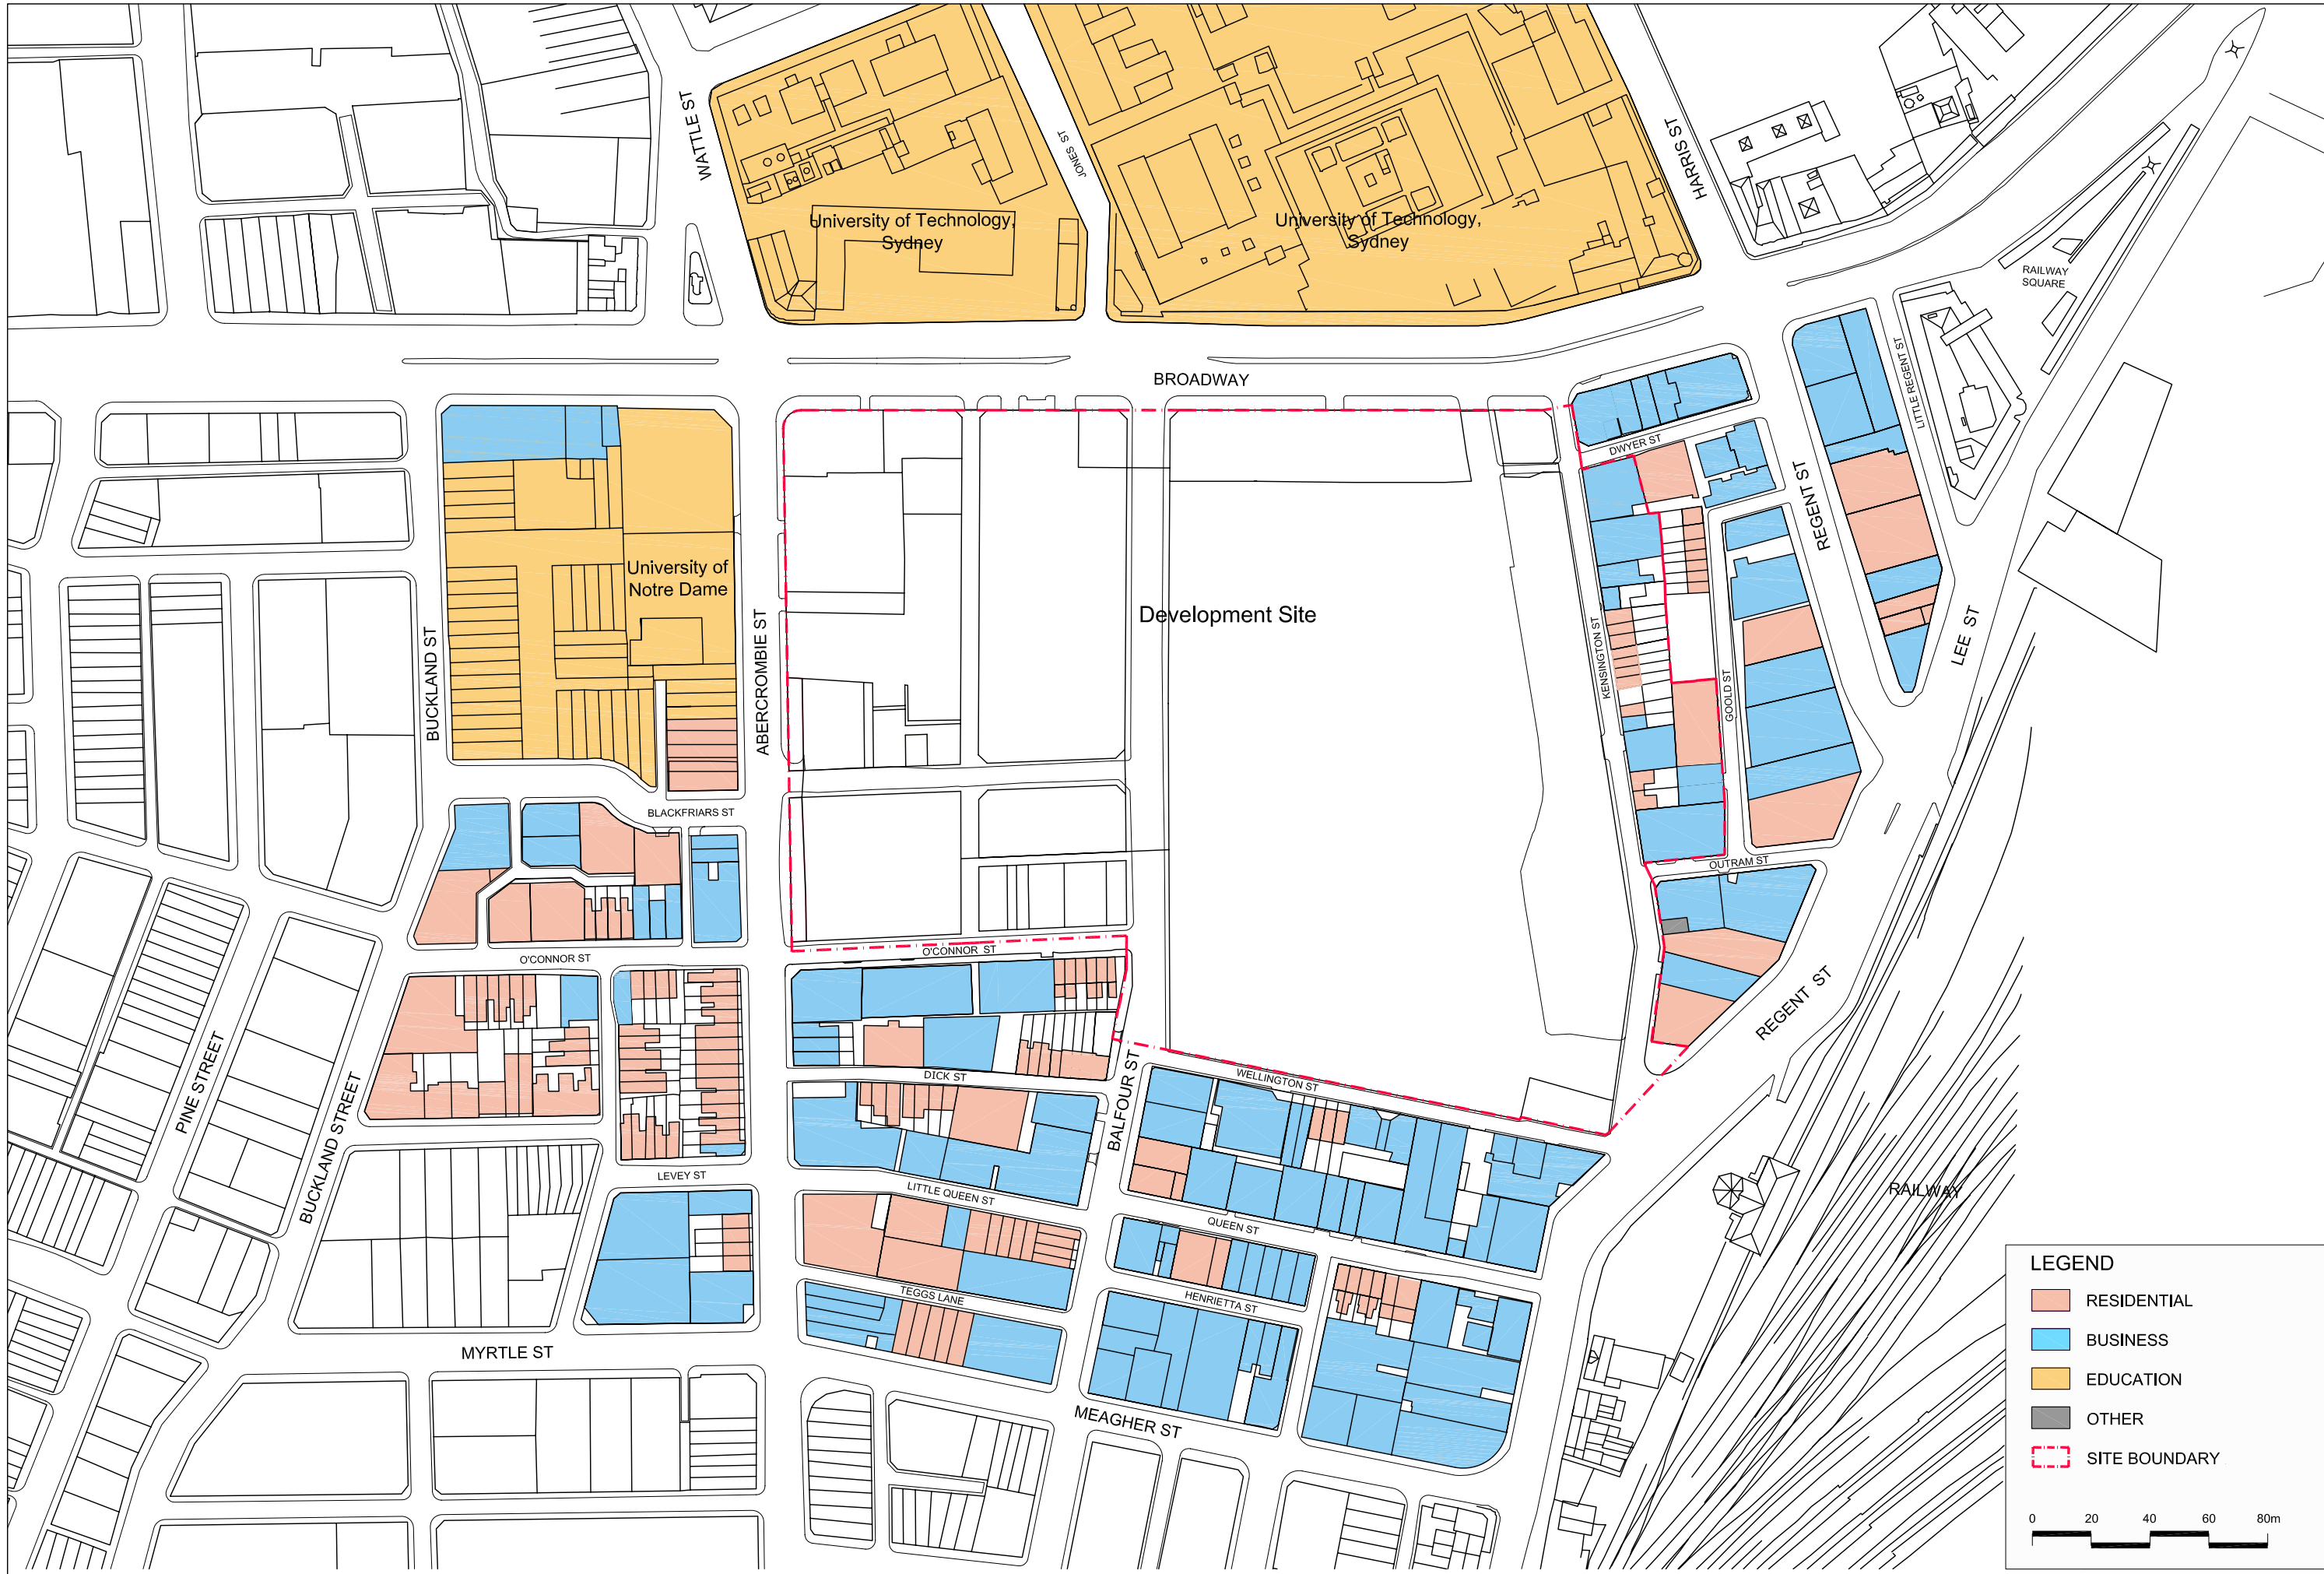 WATTLE ST
JONES ST
HARRIS ST
University of Technology,
Sydney
University of Technology,
Sydney
RAILWAY
SQUARE
BROADWAY
LITTLE REGENT ST
DWYER ST
REGENT ST
University of
Notre Dame
Development Site
BUCKLAND ST
ABERCROMBIE ST
KENSINGTON ST
GOOLD ST
LEE ST
BLACKFRIARS ST
OUTRAM ST
O'CONNOR ST
O'CONNOR ST
REGENT ST
PINE STREET
BUCKLAND STREET
DICK ST
BALFOUR ST
WELLINGTON ST
LEVEY ST
LITTLE QUEEN ST
QUEEN ST
RAILWAY
TEGGS LANE
HENRIETTA ST
MYRTLE ST
MEAGHER ST
LEGEND
RESIDENTIAL
BUSINESS
EDUCATION
OTHER
SITE BOUNDARY
0 20 40 60 80m